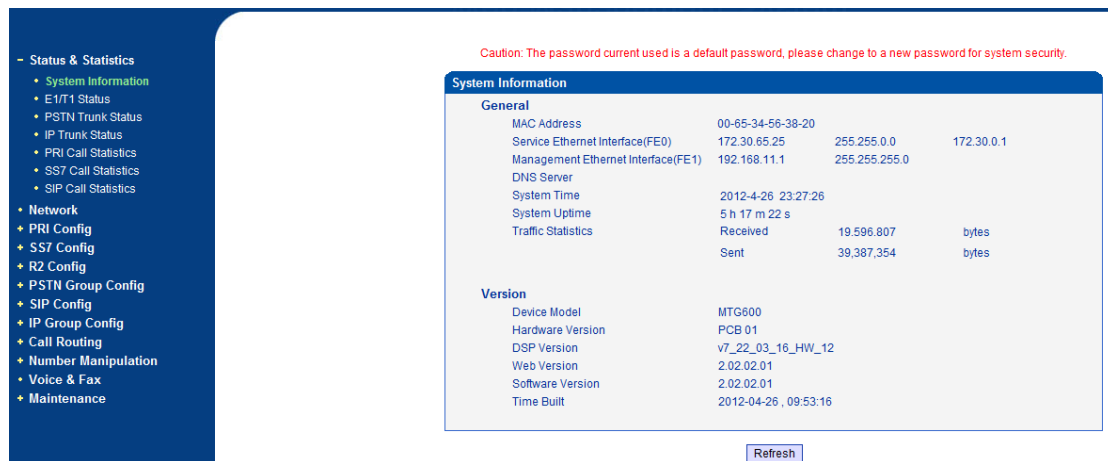 Status & Statistics
System Information
E1/T1 Status
PSTN Trunk Status
IP Trunk Status
PRI Call Statistics
SS7 Call Statistics
SIP Call Statistics
Network
PRI Config
SS7 Config
R2 Config
PSTN Group Config
SIP Config
IP Group Config
Call Routing
Number Manipulation
Voice & Fax
Maintenance
Caution: The password current used is a default password, please change to a new password for system security.
System Information
General
MAC Address 00-65-34-56-38-20
Service Ethernet Interface(FE0) 172.30.65.25 255.255.0.0 172.30.0.1
Management Ethernet Interface(FE1) 192.168.11.1 255.255.255.0
DNS Server
System Time 2012-4-26 23:27:26
System Uptime 5 h 17 m 22 s
Traffic Statistics Received 19.596.807 bytes
Sent 39,387,354 bytes
Version
Device Model MTG600
Hardware Version PCB 01
DSP Version v7_22_03_16_HW_12
Web Version 2.02.02.01
Software Version 2.02.02.01
Time Built 2012-04-26 , 09:53:16
Refresh